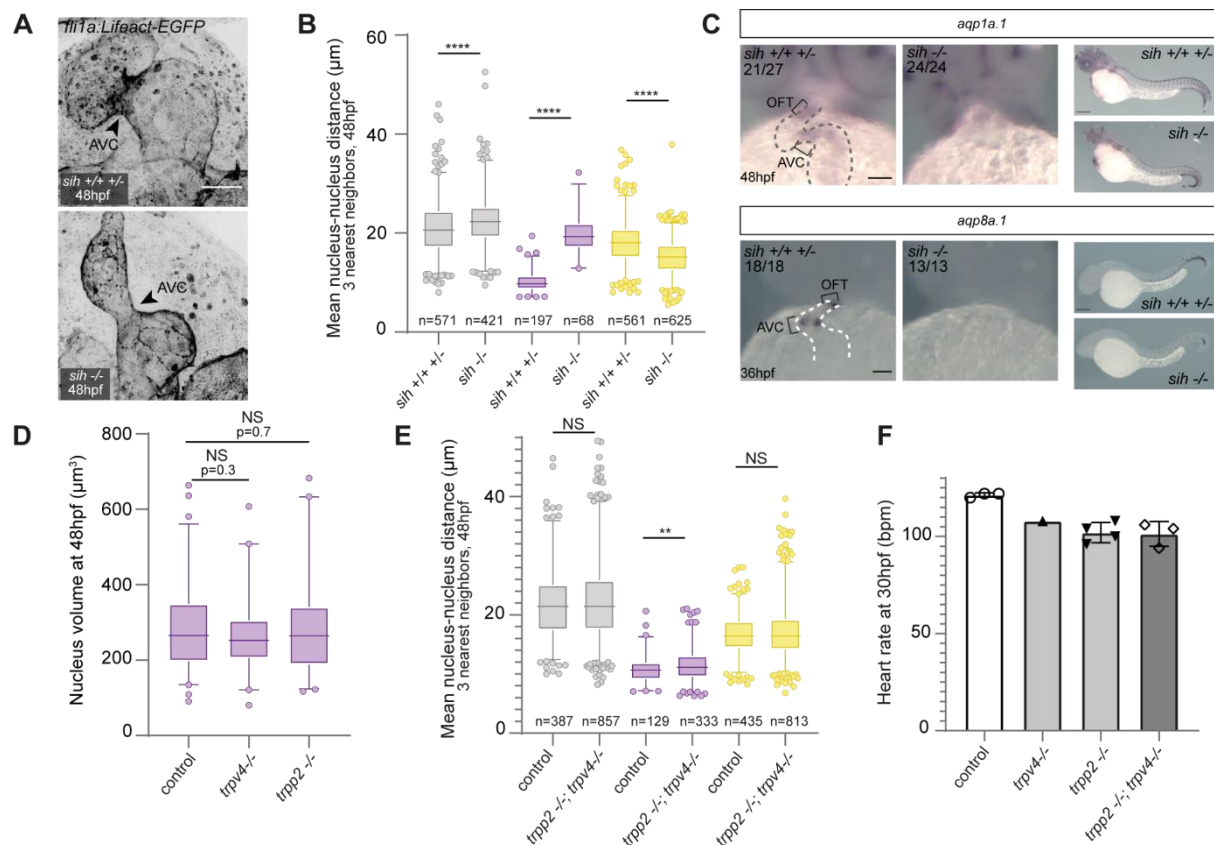 A
fli1a:Lifeact-EGFP
AVC
sih +/+ +/-
48hpf
AVC
sih -/-
48hpf
B
Mean nucleus-nucleus distance (µm)
3 nearest neighbors, 48hpf
60
40
20
0
****
****
****
n=571
n=421
n=197
n=68
n=561
n=625
sih +/+ +/-
sih -/-
sih +/+ +/-
sih -/-
sih +/+ +/-
sih -/-
C
aqp1a.1
sih +/+ +/-
21/27
OFT
AVC
48hpf
sih -/-
24/24
sih +/+ +/-
sih -/-
aqp8a.1
sih +/+ +/-
18/18
OFT
AVC
36hpf
sih -/-
13/13
sih +/+ +/-
sih -/-
D
Nucleus volume at 48hpf (µm³)
800
600
400
200
0
NS
p=0.7
NS
p=0.3
control
trpv4-/-
trpp2 -/-
E
Mean nucleus-nucleus distance (µm)
3 nearest neighbors, 48hpf
40
20
0
NS
**
NS
n=387
n=857
n=129
n=333
n=435
n=813
control
trpp2 -/-; trpv4-/-
control
trpp2 -/-; trpv4-/-
control
trpp2 -/-; trpv4-/-
F
Heart rate at 30hpf (bpm)
100
50
0
control
trpv4-/-
trpp2 -/-
trpp2 -/-; trpv4-/-